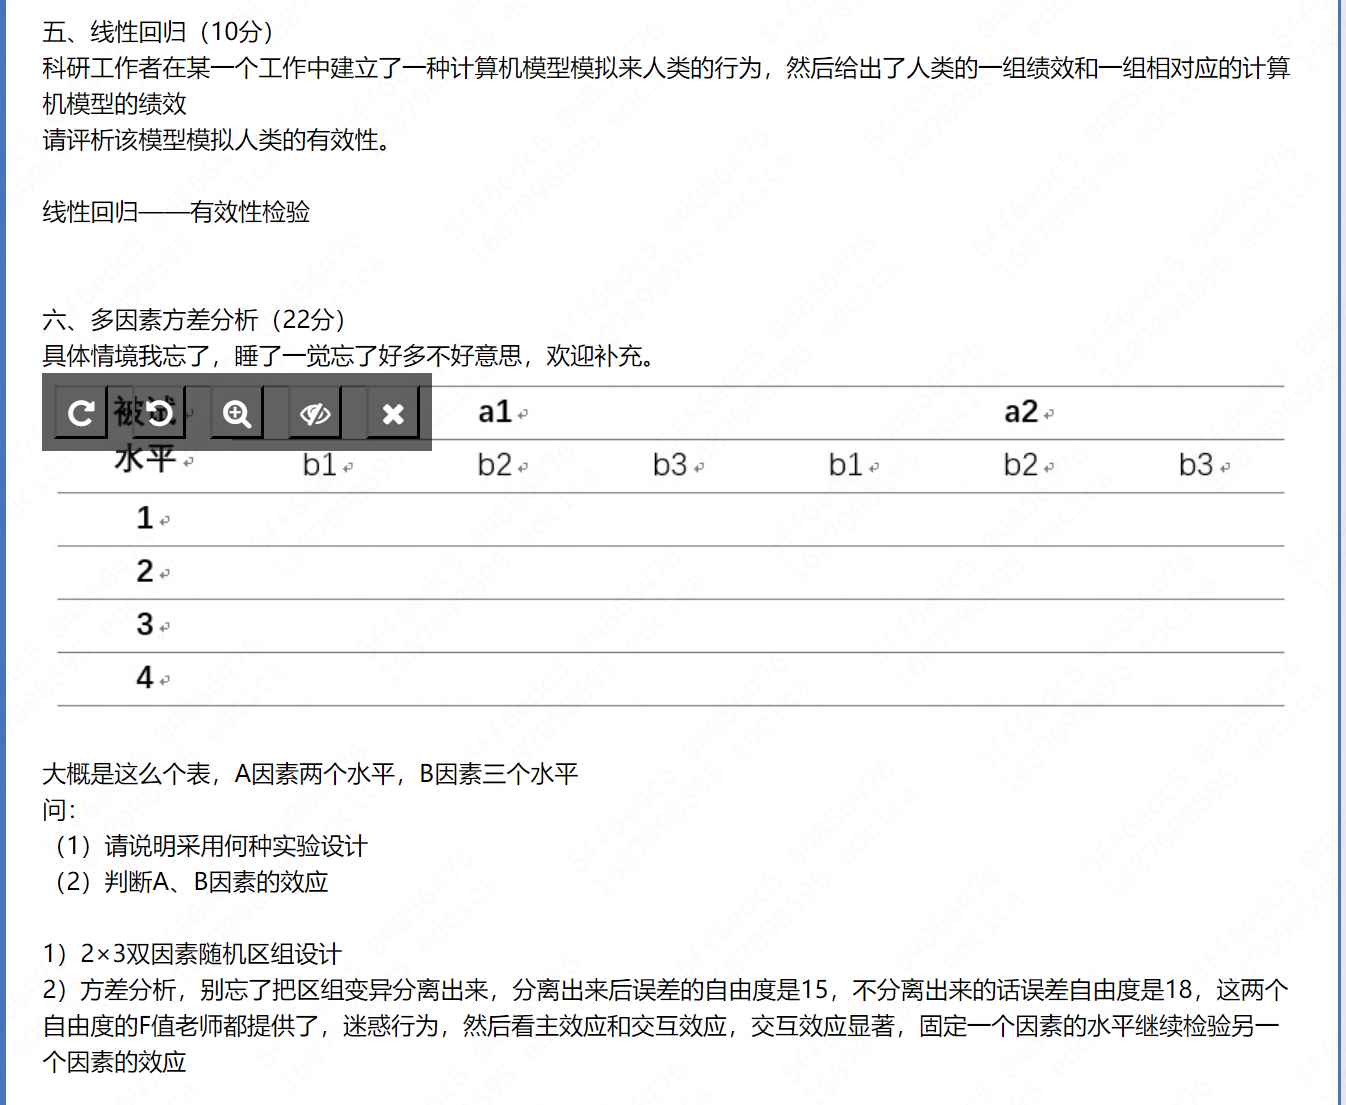 五、线性回归（10分）
科研工作者在某一个工作中建立了一种计算机模型模拟来人类的行为，然后给出了人类的一组绩效和一组相对应的计算
机模型的绩效
请评析该模型模拟人类的有效性。
线性回归——有效性检验
六、多因素方差分析（22分）
具体情境我忘了，睡了一觉忘了好多不好意思，欢迎补充。
被试 a1 a2
水平 b1 b2 b3 b1 b2 b3
1
2
3
4
大概是这么个表，A因素两个水平，B因素三个水平
问：
（1）请说明采用何种实验设计
（2）判断A、B因素的效应
1）2×3双因素随机区组设计
2）方差分析，别忘了把区组变异分离出来，分离出来后误差的自由度是15，不分离出来的话误差自由度是18，这两个
自由度的F值老师都提供了，迷惑行为，然后看主效应和交互效应，交互效应显著，固定一个因素的水平继续检验另一
个因素的效应